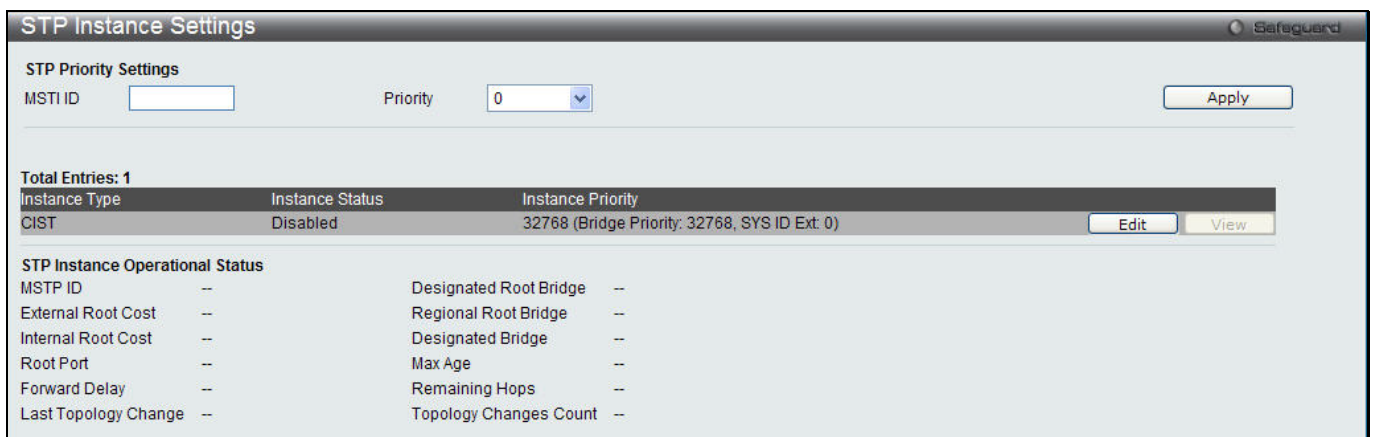 STP Instance Settings
Safeguard
STP Priority Settings
MSTI ID Priority 0 Apply
Total Entries: 1
Instance Type Instance Status Instance Priority
CIST Disabled 32768 (Bridge Priority: 32768, SYS ID Ext: 0) Edit View
STP Instance Operational Status
MSTP ID -- Designated Root Bridge --
External Root Cost -- Regional Root Bridge --
Internal Root Cost -- Designated Bridge --
Root Port -- Max Age --
Forward Delay -- Remaining Hops --
Last Topology Change -- Topology Changes Count --